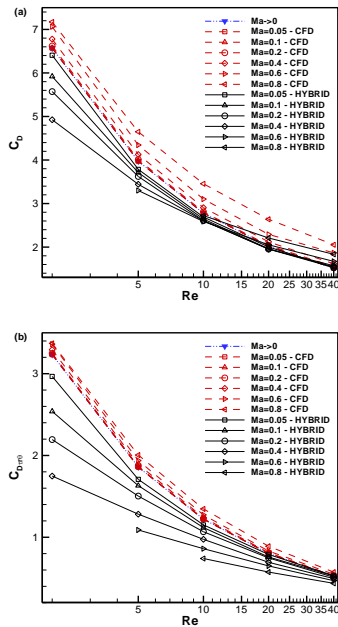 (a)
Ma->0
Ma=0.05 - CFD
Ma=0.1 - CFD
Ma=0.2 - CFD
Ma=0.4 - CFD
Ma=0.6 - CFD
Ma=0.8 - CFD
Ma=0.05 - HYBRID
Ma=0.1 - HYBRID
Ma=0.2 - HYBRID
Ma=0.4 - HYBRID
Ma=0.6 - HYBRID
Ma=0.8 - HYBRID
7
6
5
4
3
2
C_D
5 10 15 20 25 30 35 40
Re
(b)
Ma->0
Ma=0.05 - CFD
Ma=0.1 - CFD
Ma=0.2 - CFD
Ma=0.4 - CFD
Ma=0.6 - CFD
Ma=0.8 - CFD
Ma=0.05 - HYBRID
Ma=0.1 - HYBRID
Ma=0.2 - HYBRID
Ma=0.4 - HYBRID
Ma=0.6 - HYBRID
Ma=0.8 - HYBRID
3
2
1
5 10 15 20 25 30 35 40
Re